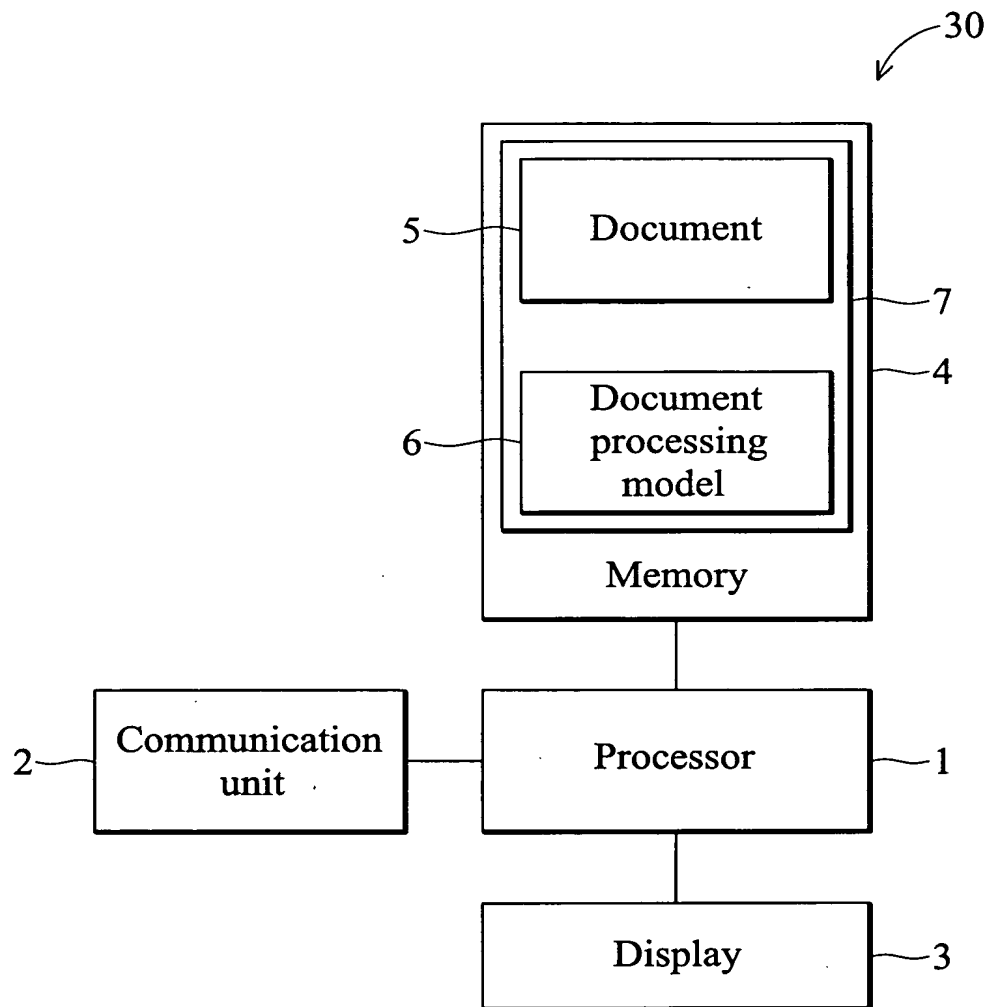 30
5
Document
7
4
6
Document
processing
model
Memory
2
Communication
unit
Processor
1
Display
3